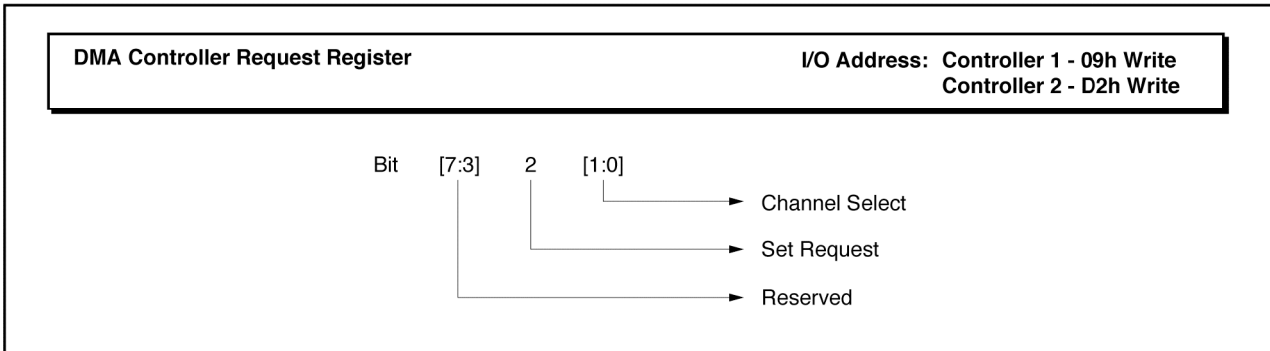 DMA Controller Request Register
I/O Address: Controller 1 - 09h Write
Controller 2 - D2h Write
Bit [7:3] 2 [1:0]
Channel Select
Set Request
Reserved